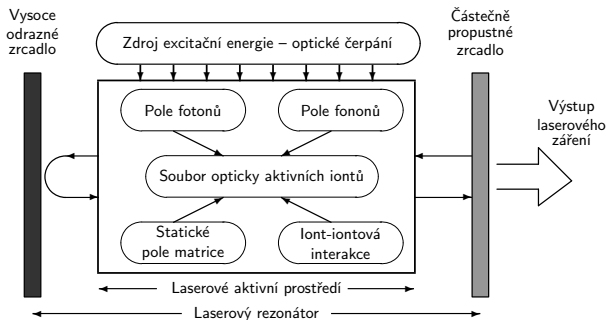 Vysoce
odrazné
zrcadlo
Zdroj excitační energie – optické čerpání
Částečně
propustné
zrcadlo
Pole fotonů
Pole fononů
Výstup
laserového
záření
Soubor opticky aktivních iontů
Statické
pole matrice
Iont-iontová
interakce
Laserové aktivní prostředí
Laserový rezonátor